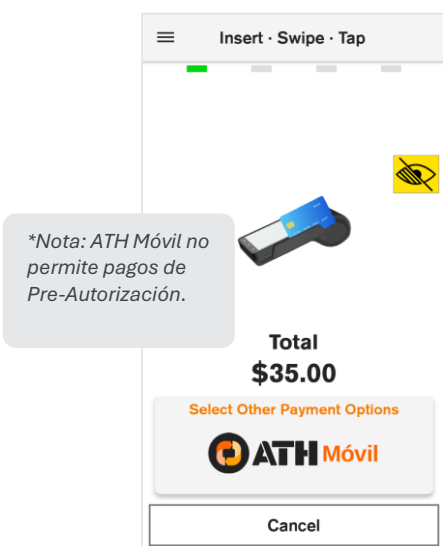 Insert · Swipe · Tap
*Nota: ATH Móvil no
permite pagos de
Pre-Autorización.
Total
$35.00
Select Other Payment Options
ATH Móvil
Cancel